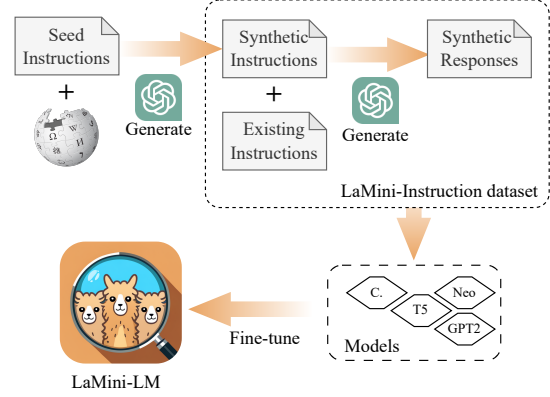 Seed
Instructions
+
Generate
Synthetic
Instructions
+
Existing
Instructions
Generate
Synthetic
Responses
LaMini-Instruction dataset
C.
T5
Neo
GPT2
Models
Fine-tune
LaMini-LM